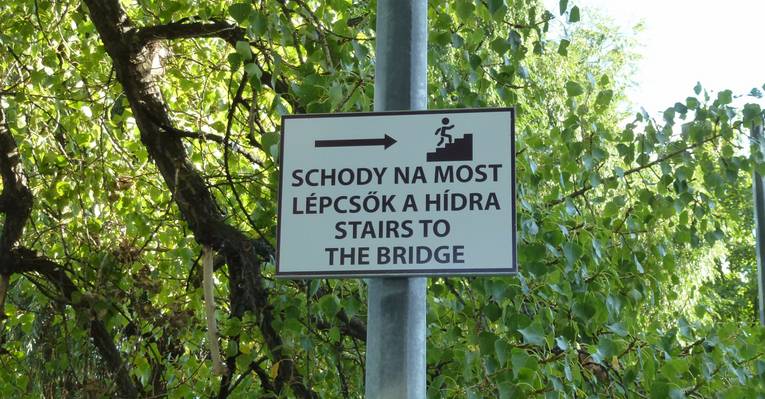 SCHODY NA MOST
LÉPCSŐK A HÍDRA
STAIRS TO
THE BRIDGE